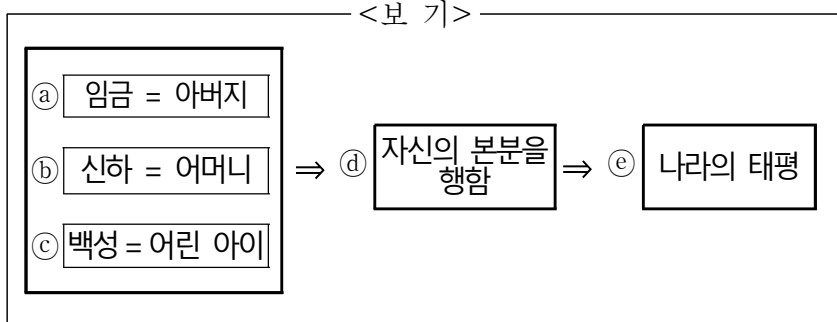 <보 기>
ⓐ 임금 = 아버지
ⓑ 신하 = 어머니
ⓒ 백성 = 어린 아이
⇒ ⓓ 자신의 본분을
행함
⇒ ⓔ 나라의 태평